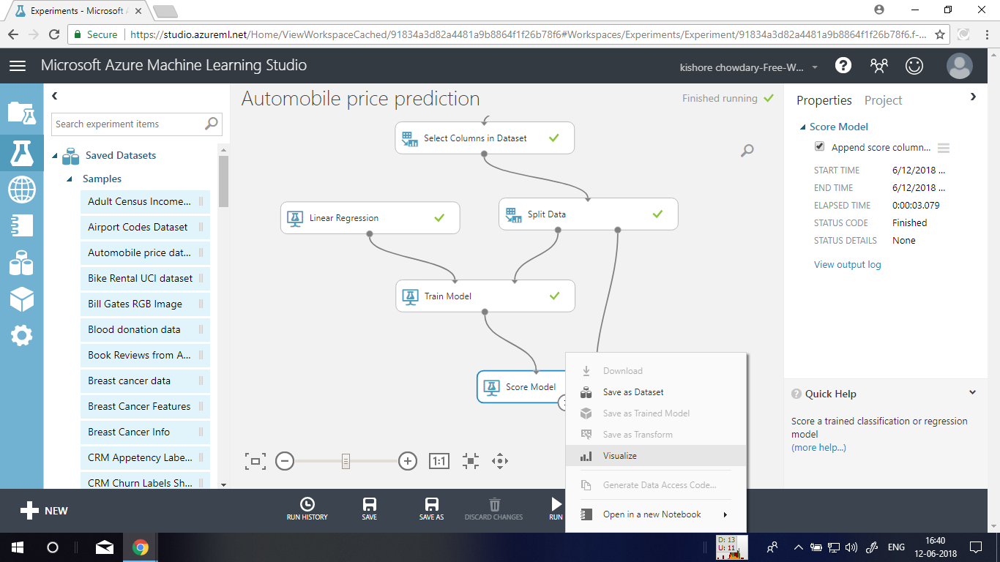 Experiments - Microsoft A
Secure
https://studio.azureml.net/Home/ViewWorkspaceCached/91834a3d82a4481a9b8864f1f26b78f6#Workspaces/Experiments/Experiment/91834a3d82a4481a9b8864f1f26b78f6.f-...
Microsoft Azure Machine Learning Studio
kishore chowdary-Free-W...
?
Search experiment items
Saved Datasets
Samples
Adult Census Income...
Airport Codes Dataset
Automobile price dat...
Bike Rental UCI dataset
Bill Gates RGB Image
Blood donation data
Book Reviews from A...
Breast cancer data
Breast Cancer Features
Breast Cancer Info
CRM Appetency Labe...
CRM Churn Labels Sh...
Automobile price prediction
Finished running
Select Columns in Dataset
Linear Regression
Split Data
Train Model
Score Model
1:1
Download
Save as Dataset
Save as Trained Model
Save as Transform
Visualize
Generate Data Access Code...
Open in a new Notebook
Properties Project
Score Model
Append score column...
START TIME 6/12/2018 ...
END TIME 6/12/2018 ...
ELAPSED TIME 0:00:03.079
STATUS CODE Finished
STATUS DETAILS None
View output log
? Quick Help
Score a trained classification or regression
model
(more help...)
NEW
RUN HISTORY
SAVE
SAVE AS
DISCARD CHANGES
RUN
D: 13
U: 11
ENG
16:40
12-06-2018